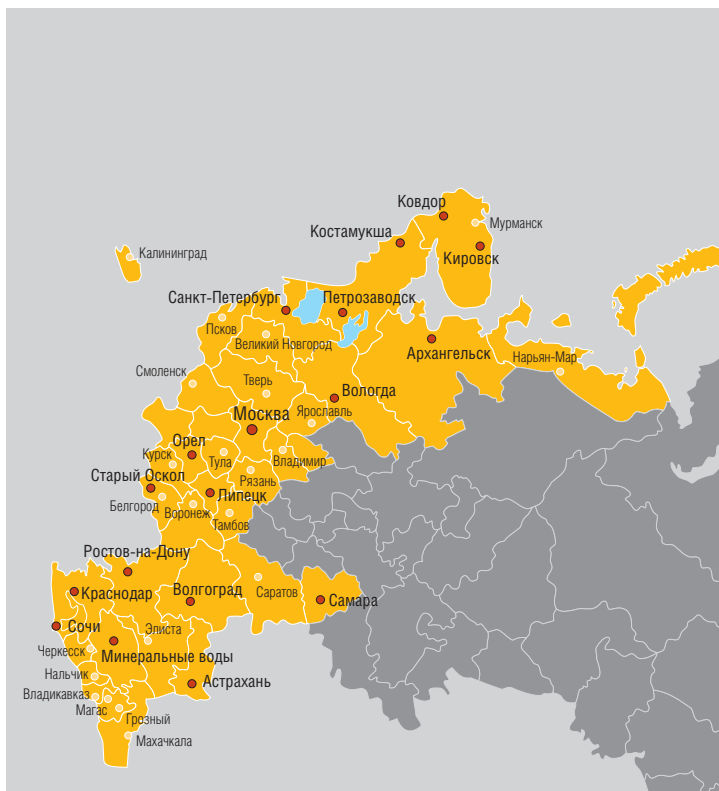 Ковдор
Мурманск
Костамукша
Кировск
Калининград
Санкт-Петербург
Петрозаводск
Псков
Великий Новгород
Архангельск
Нарьян-Мар
Смоленск
Тверь
Вологда
Москва
Ярославль
Орел
Курск
Тула
Владимир
Старый Оскол
Рязань
Белгород
Липецк
Воронеж
Тамбов
Ростов-на-Дону
Краснодар
Волгоград
Саратов
Самара
Сочи
Элиста
Черкесск
Минеральные воды
Нальчик
Астрахань
Владикавказ
Магас
Грозный
Махачкала